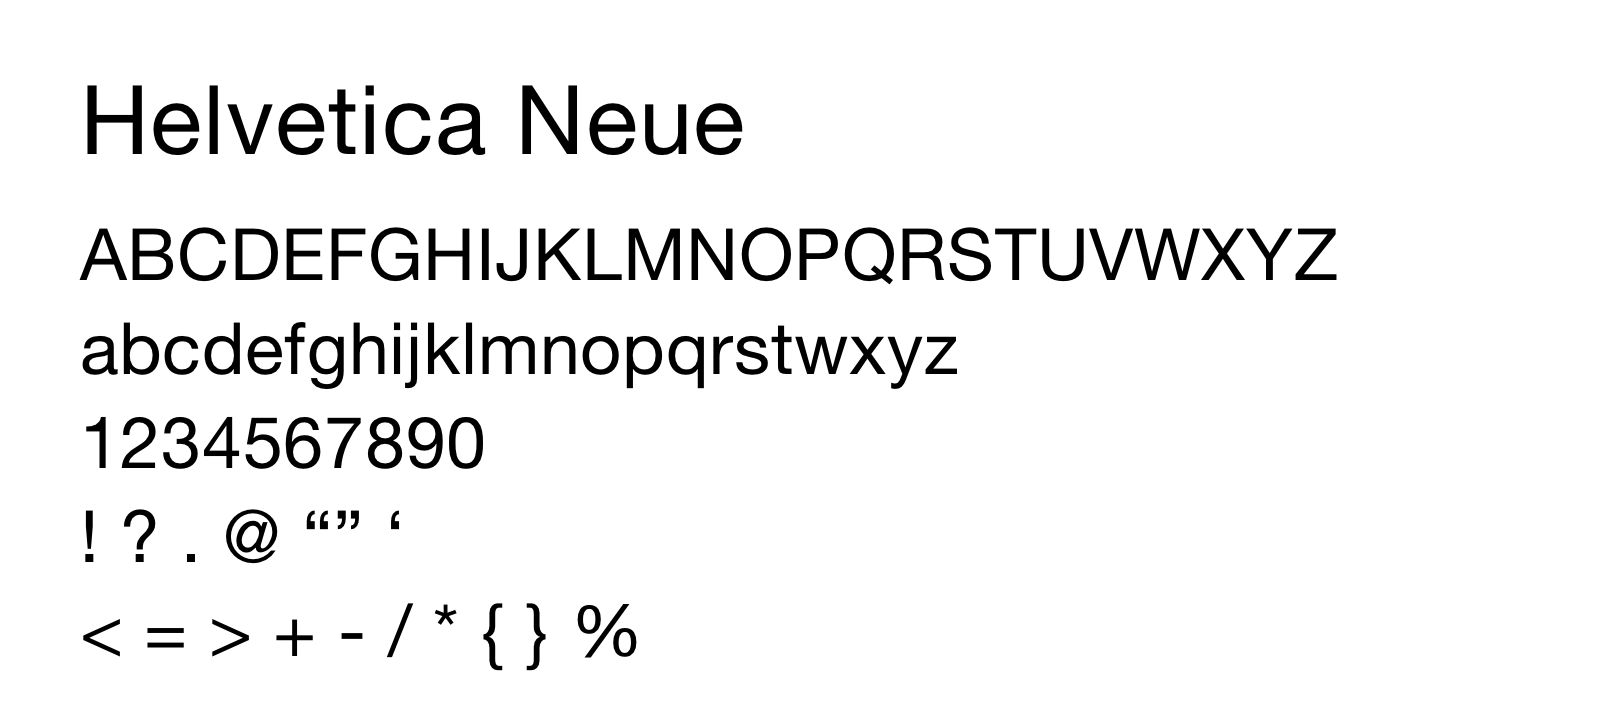 Helvetica Neue
ABCDEFGHIJKLMNOPQRSTUVWXYZ
abcdefghijklmnopqrstwxyz
1234567890
! ? . @ “” ‘
< = > + - / * { } %